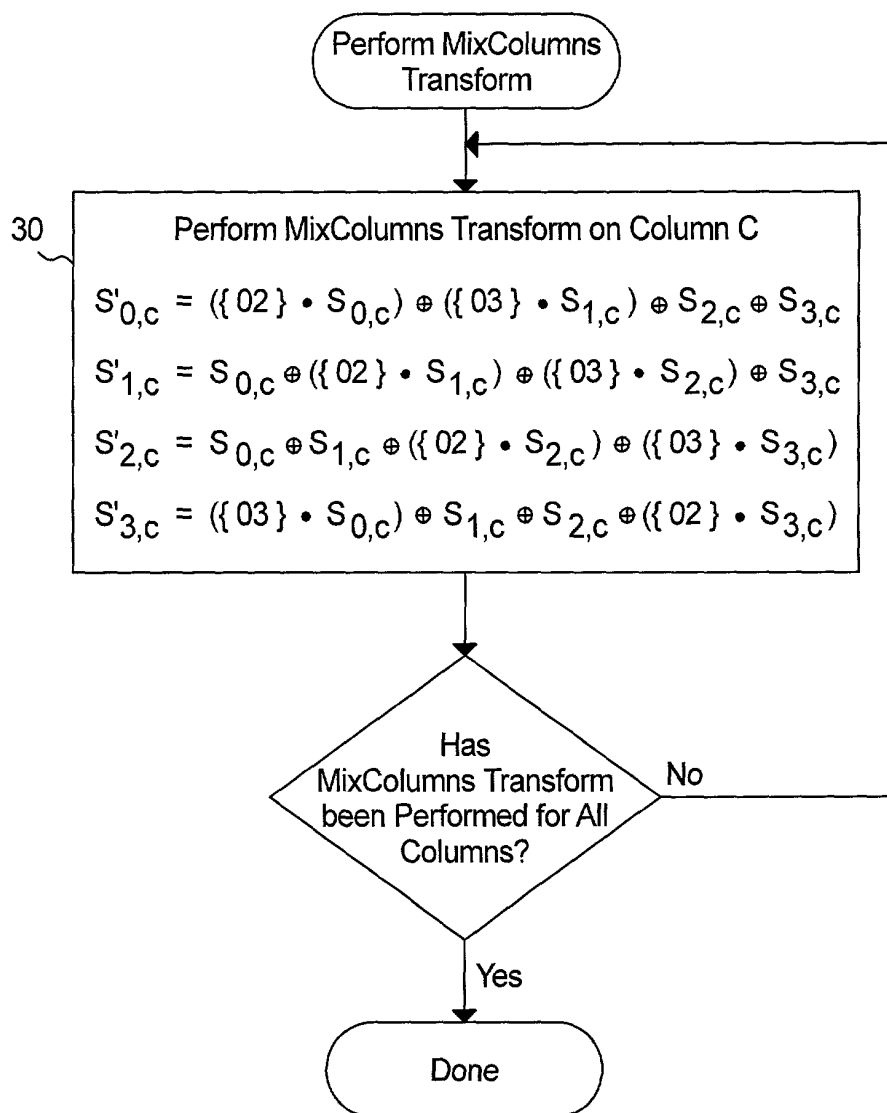 Perform MixColumns
Transform
30
Perform MixColumns Transform on Column C
S'0,c = ({02} • S0,c) ⊕ ({03} • S1,c) ⊕ S2,c ⊕ S3,c
S'1,c = S0,c ⊕ ({02} • S1,c) ⊕ ({03} • S2,c) ⊕ S3,c
S'2,c = S0,c ⊕ S1,c ⊕ ({02} • S2,c) ⊕ ({03} • S3,c)
S'3,c = ({03} • S0,c) ⊕ S1,c ⊕ S2,c ⊕ ({02} • S3,c)
Has
MixColumns Transform
been Performed for All
Columns?
No
Yes
Done